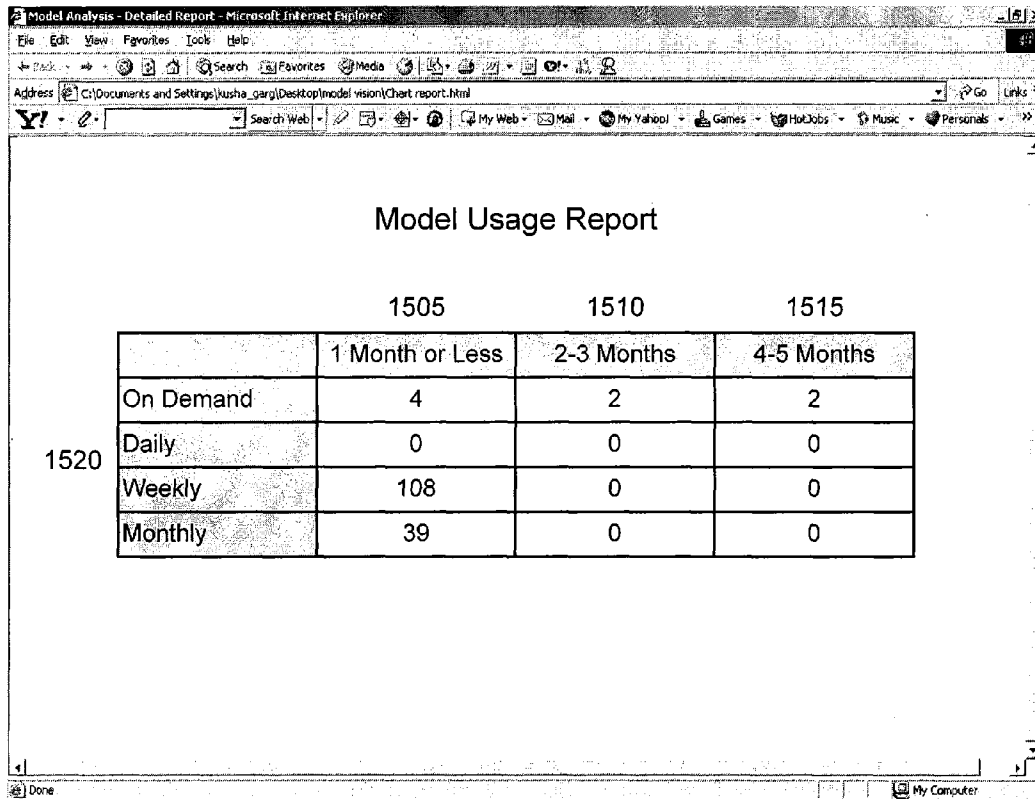 Model Analysis - Detailed Report - Microsoft Internet Explorer
File Edit View Favorites Tools Help
Back Search Favorites Media
Address C:\Documents and Settings\kusha_garg\Desktop\model vision\Chart report.html Go Links
Y! Search Web My Web Mail My Yahoo! Games HotJobs Music Personals
Model Usage Report
1505 1510 1515
1 Month or Less 2-3 Months 4-5 Months
On Demand 4 2 2
1520
Daily 0 0 0
Weekly 108 0 0
Monthly 39 0 0
Done My Computer